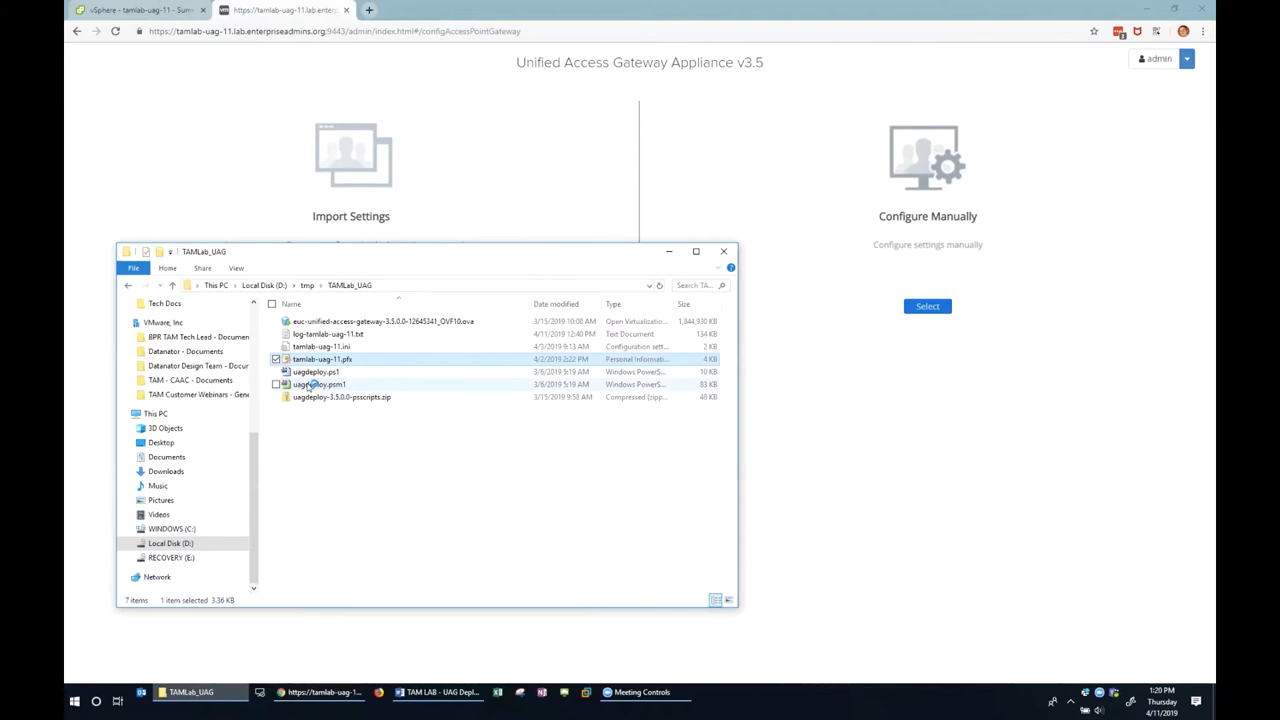 vSphere - tamlab-uag-11 - Sum
https://tamlab-uag-11.lab.enter
https://tamlab-uag-11.lab.enterpriseadmins.org:9443/admin/index.html#/configAccessPointGateway
Unified Access Gateway Appliance v3.5
admin
Import Settings
Configure Manually
Configure settings manually
Select
TAMLab_UAG
File
Home
Share
View
This PC
Local Disk (D:)
tmp
TAMLab_UAG
Search TA...
Name
Date modified
Type
Size
euc-unified-access-gateway-3.5.0.0-12645341_OVF10.ova 3/15/2019 10:08 AM Open Virtualizatio... 1,844,930 KB
log-tamlab-uag-11.txt 4/11/2019 12:40 PM Text Document 134 KB
tamlab-uag-11.ini 4/3/2019 9:13 AM Configuration sett... 2 KB
tamlab-uag-11.pfx 4/2/2019 2:22 PM Personal Informati... 4 KB
uagdeploy.ps1 3/6/2019 5:19 AM Windows PowerS... 10 KB
uagdeploy.psm1 3/6/2019 5:19 AM Windows PowerS... 83 KB
uagdeploy-3.5.0.0-psscripts.zip 3/15/2019 9:53 AM Compressed (zipp... 48 KB
Tech Docs
VMware, Inc
BPR TAM Tech Lead - Documen
Datanator - Documents
Datanator Design Team - Docum
TAM - CAAC - Documents
TAM Customer Webinars - Gene
This PC
3D Objects
Desktop
Documents
Downloads
Music
Pictures
Videos
WINDOWS (C:)
Local Disk (D:)
RECOVERY (E:)
Network
7 items
1 item selected 3.36 KB
TAMLab_UAG
https://tamlab-uag-1...
TAM LAB - UAG Depl...
Meeting Controls
1:20 PM
Thursday
4/11/2019